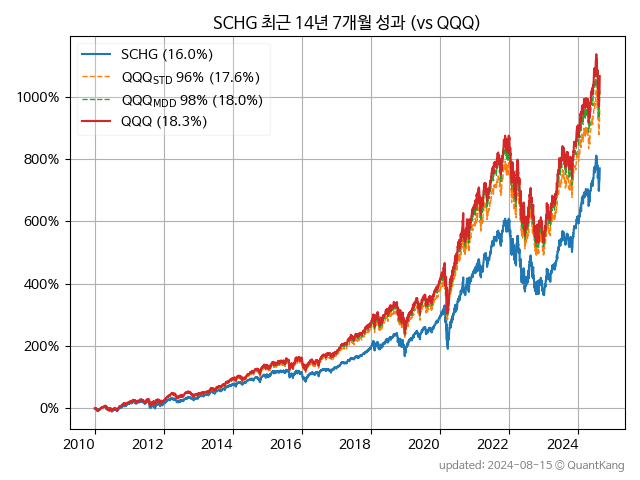 SCHG 최근 14년 7개월 성과 (vs QQQ)
SCHG (16.0%)
QQQSTD 96% (17.6%)
QQQMDD 98% (18.0%)
QQQ (18.3%)
1000%
800%
600%
400%
200%
0%
2010 2012 2014 2016 2018 2020 2022 2024
updated: 2024-08-15 © QuantKang